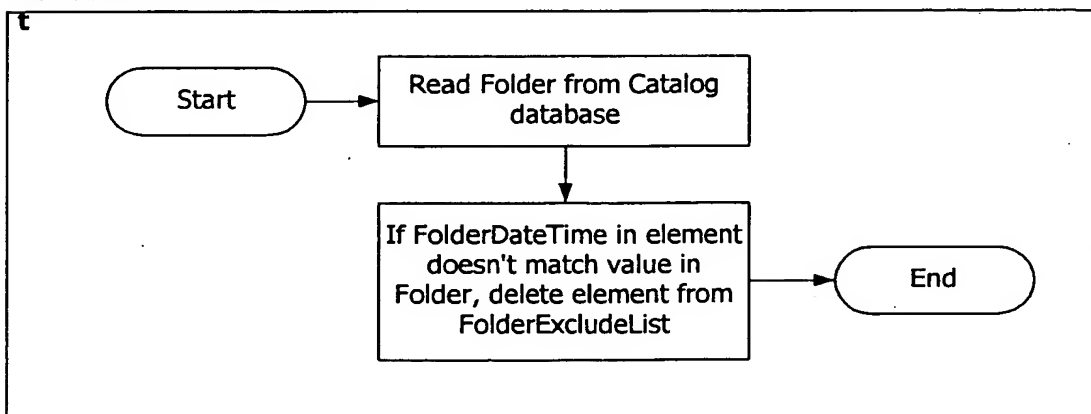 t
Start
Read Folder from Catalog
database
If FolderDateTime in element
doesn't match value in
Folder, delete element from
FolderExcludeList
End